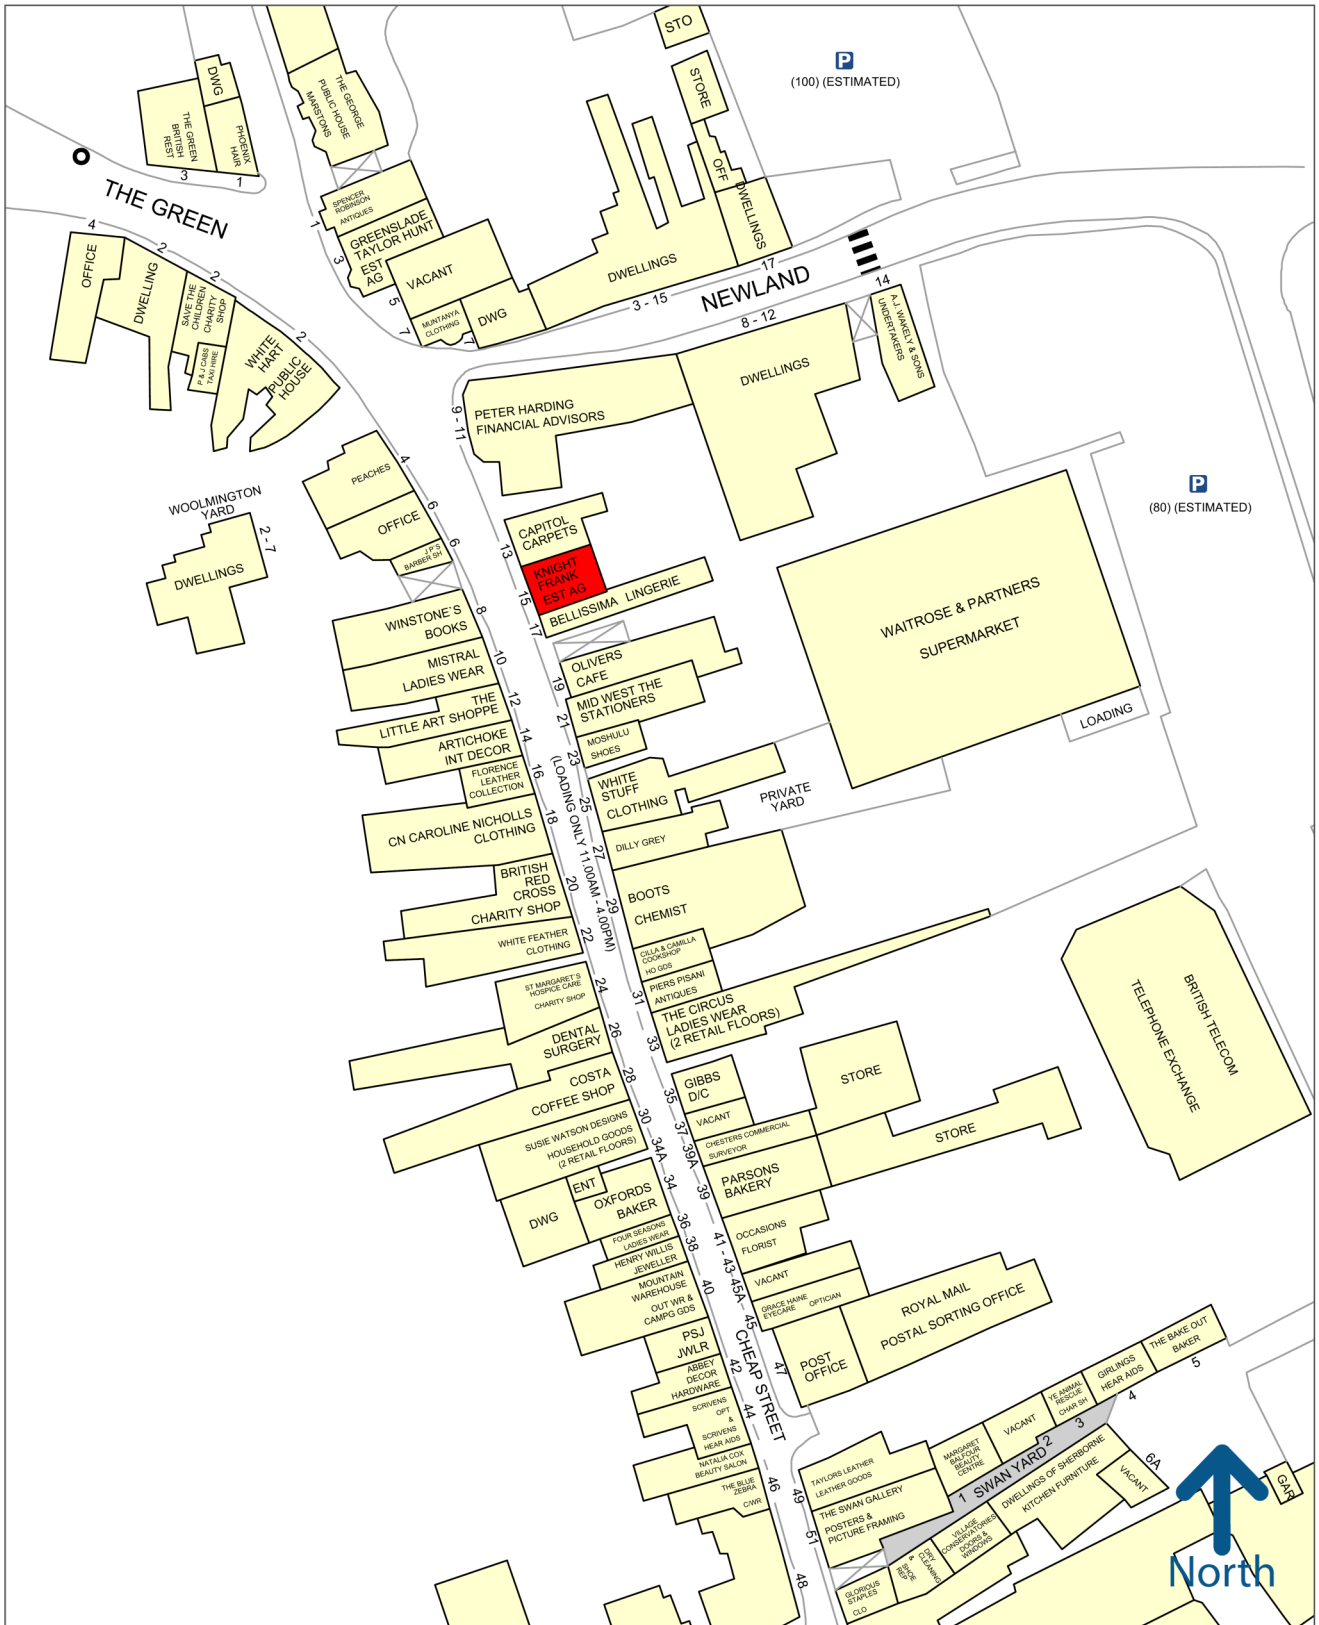 STO
P
(100) (ESTIMATED)
STORE
OFF
DWELLINGS
17
DWG
THE GREEN
BRITISH
REST
PHOENIX
HAIR
3
1
THE GEORGE
PUBLIC HOUSE
MARSTONS
THE GREEN
SPENCER
ROBINSON
ANTIQUES
1
GREENSLADE
TAYLOR HUNT
EST
AG
3
VACANT
5
MUNTANYA
CLOTHING
7
DWG
7
DWELLINGS
3 - 15
NEWLAND
8 - 12
14
A.J. WAKELY & SONS
UNDERTAKERS
4
OFFICE
2
DWELLING
2
SAVE THE
CHILDREN
CHARITY
SHOP
P & J CABS
TAXI HIRE
2
WHITE
HART
PUBLIC
HOUSE
9 - 11
PETER HARDING
FINANCIAL ADVISORS
DWELLINGS
PEACHES
4
OFFICE
6
J.P'S
BARBER SH
6
WOOLMINGTON
YARD
2 - 7
DWELLINGS
P
(80) (ESTIMATED)
CAPITOL
CARPETS
13
KNIGHT
FRANK
EST AG
15
BELLISSIMA LINGERIE
17
WAITROSE & PARTNERS
SUPERMARKET
LOADING
WINSTONE`S
BOOKS
8
MISTRAL
LADIES WEAR
10
THE
LITTLE ART SHOPPE
12
ARTICHOKE
INT DECOR
14
FLORENCE
LEATHER
COLLECTION
16
CN CAROLINE NICHOLLS
CLOTHING
18
BRITISH
RED
CROSS
CHARITY SHOP
20
WHITE FEATHER
CLOTHING
22
OLIVERS
CAFE
19
MID WEST THE
STATIONERS
21
MOSHULU
SHOES
23
(LOADING ONLY 11.00AM - 4.00PM)
WHITE
STUFF
CLOTHING
25
PRIVATE
YARD
DILLY GREY
27
BOOTS
CHEMIST
29
CILLA & CAMILLA
COOKSHOP
HO GDS
PIERS PISANI
ANTIQUES
31
THE CIRCUS
LADIES WEAR
(2 RETAIL FLOORS)
33
BRITISH TELECOM
TELEPHONE EXCHANGE
ST MARGARET`S
HOSPICE CARE
CHARITY SHOP
24
DENTAL
SURGERY
26
COSTA
COFFEE SHOP
28
SUSIE WATSON DESIGNS
HOUSEHOLD GOODS
(2 RETAIL FLOORS)
30
34A
ENT
DWG
OXFORDS
BAKER
34
FOUR SEASONS
LADIES WEAR
36
HENRY WILLIS
JEWELLER
38
MOUNTAIN
WAREHOUSE
OUT WR &
CAMPG GDS
40
PSJ
JWLR
ABBEY
DECOR
HARDWARE
42
SCRIVENS
OPT
&
SCRIVENS
HEAR AIDS
44
NATALIA COX
BEAUTY SALON
THE BLUE
ZEBRA
C/WR
46
48
GIBBS
D/C
35
VACANT
37
CHESTERS COMMERCIAL
SURVEYOR
39A
STORE
STORE
PARSONS
BAKERY
39
OCCASIONS
FLORIST
41 - 43
VACANT
45A
GRACE HAINE
EYECARE OPTICIAN
45
POST
OFFICE
47
ROYAL MAIL
POSTAL SORTING OFFICE
CHEAP STREET
TAYLORS LEATHER
LEATHER GOODS
49
THE SWAN GALLERY
POSTERS &
PICTURE FRAMING
51
MARGARET
BALFOUR
BEAUTY
CENTRE
VACANT
YE ANIMAL
RESCUE
CHAR SH
GIRLINGS
HEAR AIDS
THE BAKE OUT
BAKER
1
SWAN YARD
2
3
4
5
6A
DWELLINGS OF SHERBORNE
KITCHEN FURNITURE
VACANT
VILLAGE
CONSERVATORIES
DOORS &
WINDOWS
DRY
CLEANING
& SHOE
REP
GLORIOUS
STAPLES
CLO
GAR
North